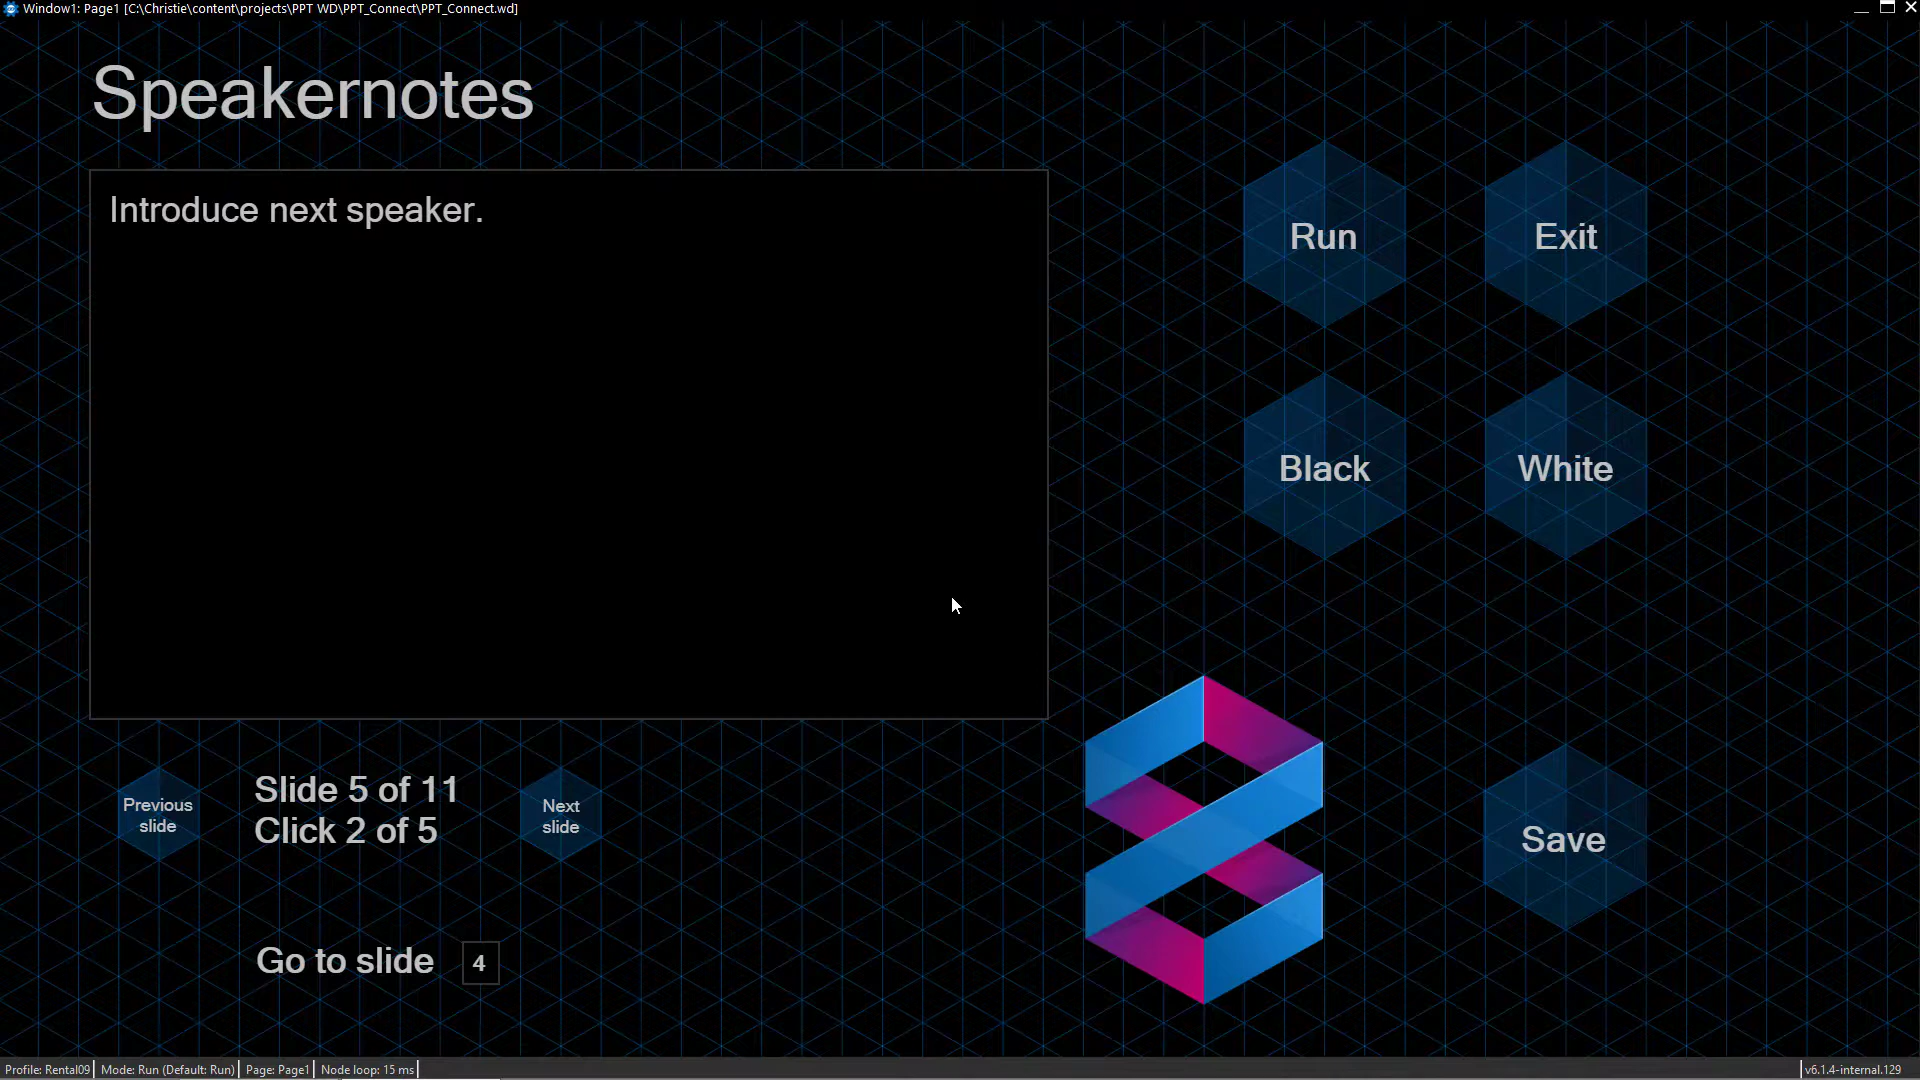 Window1: Page1 [C:\Christie\content\projects\PPT WD\PPT_Connect\PPT_Connect.wd]
Speakernotes
Introduce next speaker.
Run
Exit
Black
White
Previous
slide
Slide 5 of 11
Click 2 of 5
Next
slide
Save
Go to slide 4
Profile: Rental09 Mode: Run (Default: Run) Page: Page1 Node loop: 15 ms v6.1.4-internal.129